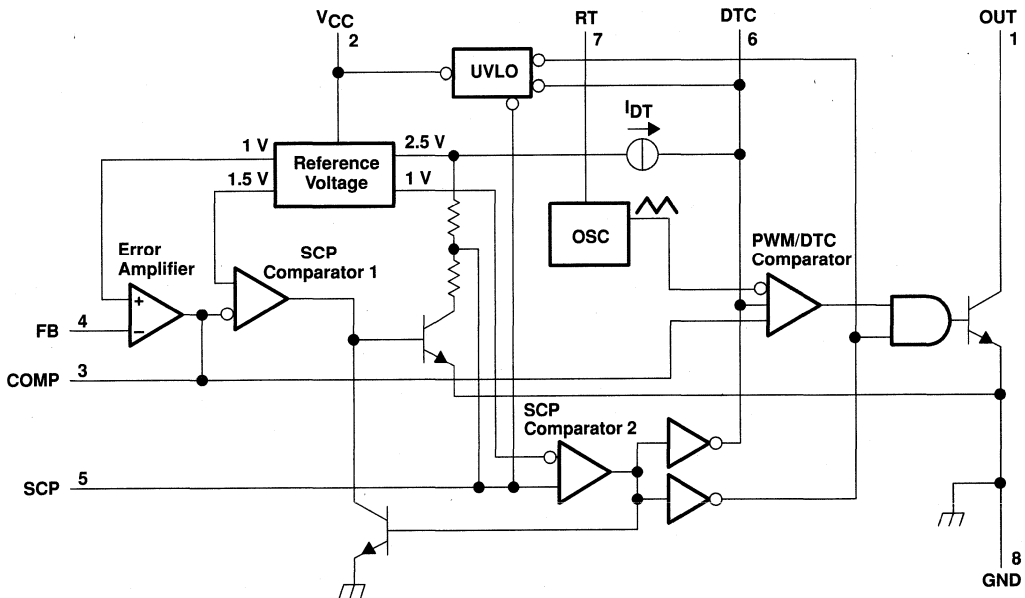 VCC
2
RT
7
DTC
6
OUT
1
UVLO
IDT
1 V
2.5 V
Reference
Voltage
1.5 V
1 V
OSC
Error
Amplifier
SCP
Comparator 1
PWM/DTC
Comparator
+
−
FB
4
COMP
3
SCP
Comparator 2
SCP
5
8
GND